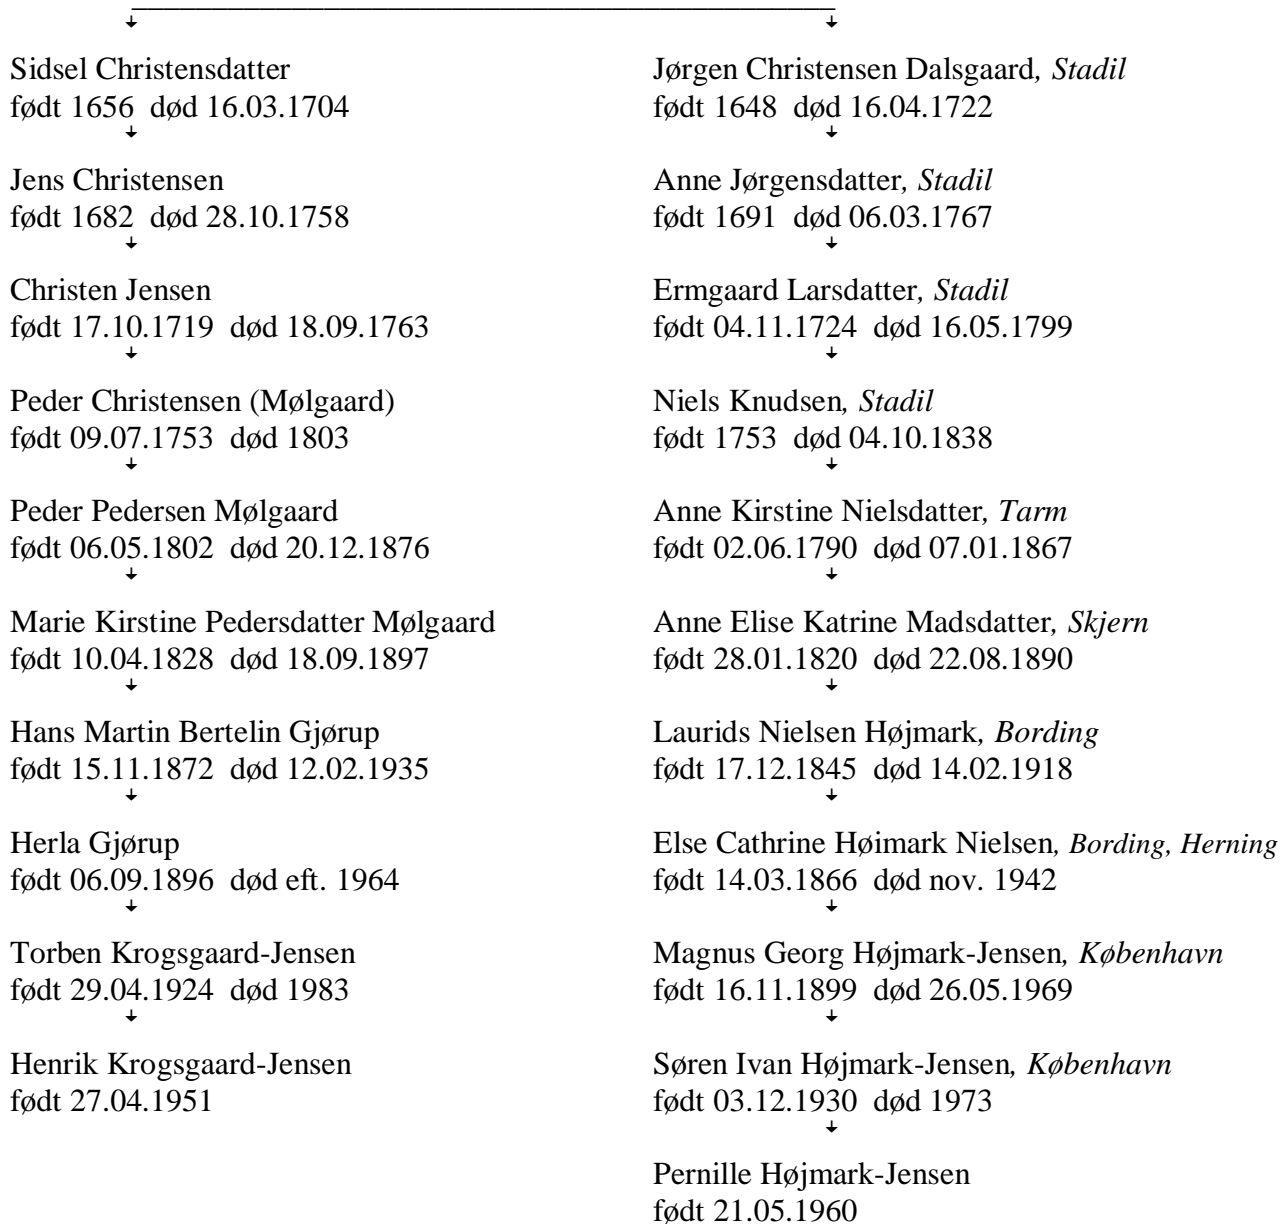 Sidsel Christensdatter
født 1656  død 16.03.1704
Jens Christensen
født 1682  død 28.10.1758
Christen Jensen
født 17.10.1719  død 18.09.1763
Peder Christensen (Mølgaard)
født 09.07.1753  død 1803
Peder Pedersen Mølgaard
født 06.05.1802  død 20.12.1876
Marie Kirstine Pedersdatter Mølgaard
født 10.04.1828  død 18.09.1897
Hans Martin Bertelin Gjørup
født 15.11.1872  død 12.02.1935
Herla Gjørup
født 06.09.1896  død eft. 1964
Torben Krogsgaard-Jensen
født 29.04.1924  død 1983
Henrik Krogsgaard-Jensen
født 27.04.1951
Jørgen Christensen Dalsgaard, Stadil
født 1648  død 16.04.1722
Anne Jørgensdatter, Stadil
født 1691  død 06.03.1767
Ermgaard Larsdatter, Stadil
født 04.11.1724  død 16.05.1799
Niels Knudsen, Stadil
født 1753  død 04.10.1838
Anne Kirstine Nielsdatter, Tarm
født 02.06.1790  død 07.01.1867
Anne Elise Katrine Madsdatter, Skjern
født 28.01.1820  død 22.08.1890
Laurids Nielsen Højmark, Bording
født 17.12.1845  død 14.02.1918
Else Cathrine Høimark Nielsen, Bording, Herning
født 14.03.1866  død nov. 1942
Magnus Georg Højmark-Jensen, København
født 16.11.1899  død 26.05.1969
Søren Ivan Højmark-Jensen, København
født 03.12.1930  død 1973
Pernille Højmark-Jensen
født 21.05.1960